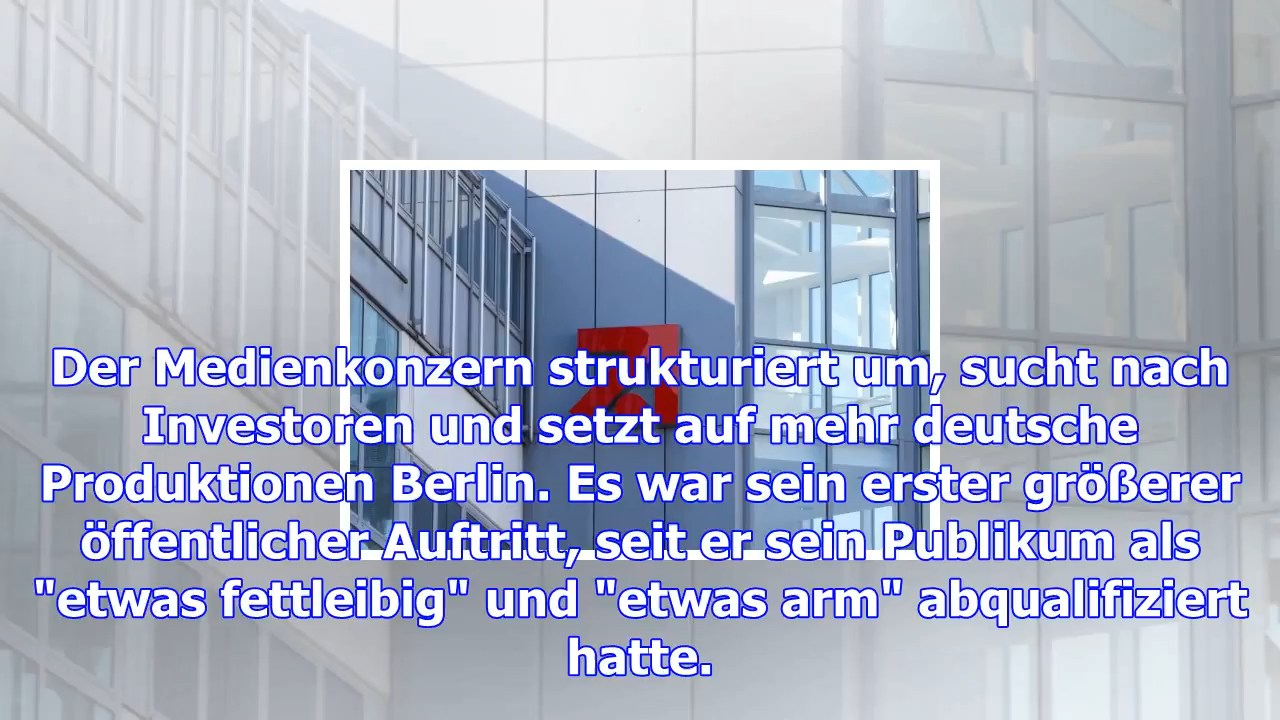 Der Medienkonzern strukturiert um, sucht nach
Investoren und setzt auf mehr deutsche
Produktionen Berlin. Es war sein erster größerer
öffentlicher Auftritt, seit er sein Publikum als
"etwas fettleibig" und "etwas arm" abqualifiziert
hatte.